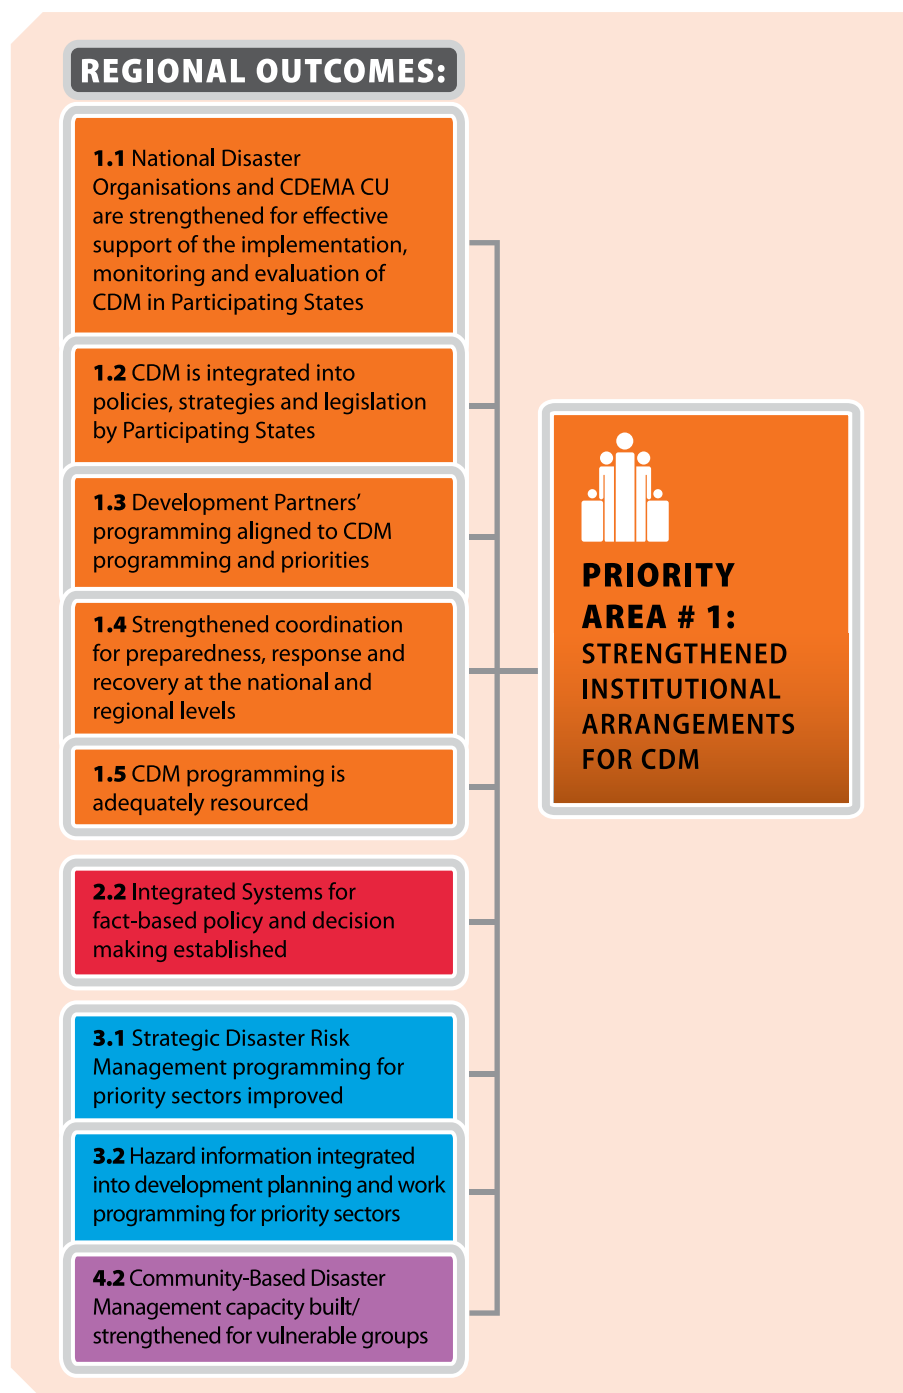 REGIONAL OUTCOMES:
1.1 National Disaster
Organisations and CDEMA CU
are strengthened for effective
support of the implementation,
monitoring and evaluation of
CDM in Participating States
1.2 CDM is integrated into
policies, strategies and legislation
by Participating States
1.3 Development Partners’
programming aligned to CDM
programming and priorities
1.4 Strengthened coordination
for preparedness, response and
recovery at the national and
regional levels
1.5 CDM programming is
adequately resourced
2.2 Integrated Systems for
fact-based policy and decision
making established
3.1 Strategic Disaster Risk
Management programming for
priority sectors improved
3.2 Hazard information integrated
into development planning and work
programming for priority sectors
4.2 Community-Based Disaster
Management capacity built/
strengthened for vulnerable groups
PRIORITY
AREA # 1:
STRENGTHENED
INSTITUTIONAL
ARRANGEMENTS
FOR CDM